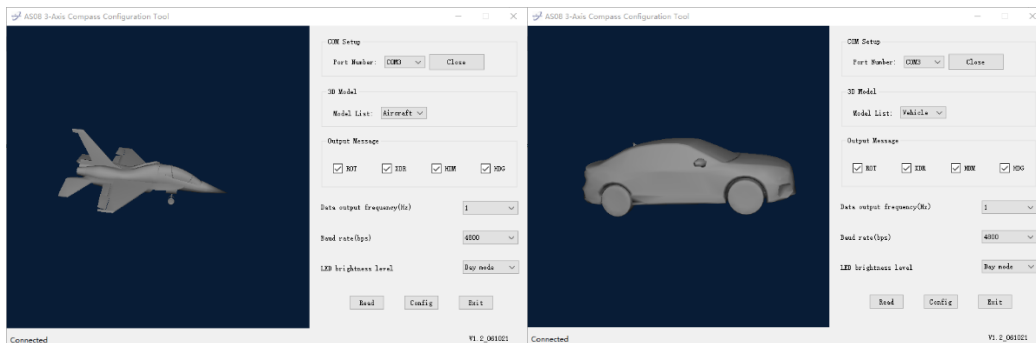 AS08 3-Axis Compass Configuration Tool
COM Setup
Port Number: COM3 Close
3D Model
Model List: Aircraft
Output Message
ROT XDR HDM HDG
Data output frequency(Hz) 1
Baud rate(bps) 4800
LED brightness level Day mode
Read Config Exit
Connected V1.2_061021
AS08 3-Axis Compass Configuration Tool
COM Setup
Port Number: COM3 Close
3D Model
Model List: Vehicle
Output Message
ROT XDR HDM HDG
Data output frequency(Hz) 1
Baud rate(bps) 4800
LED brightness level Day mode
Read Config Exit
Connected V1.2_061021